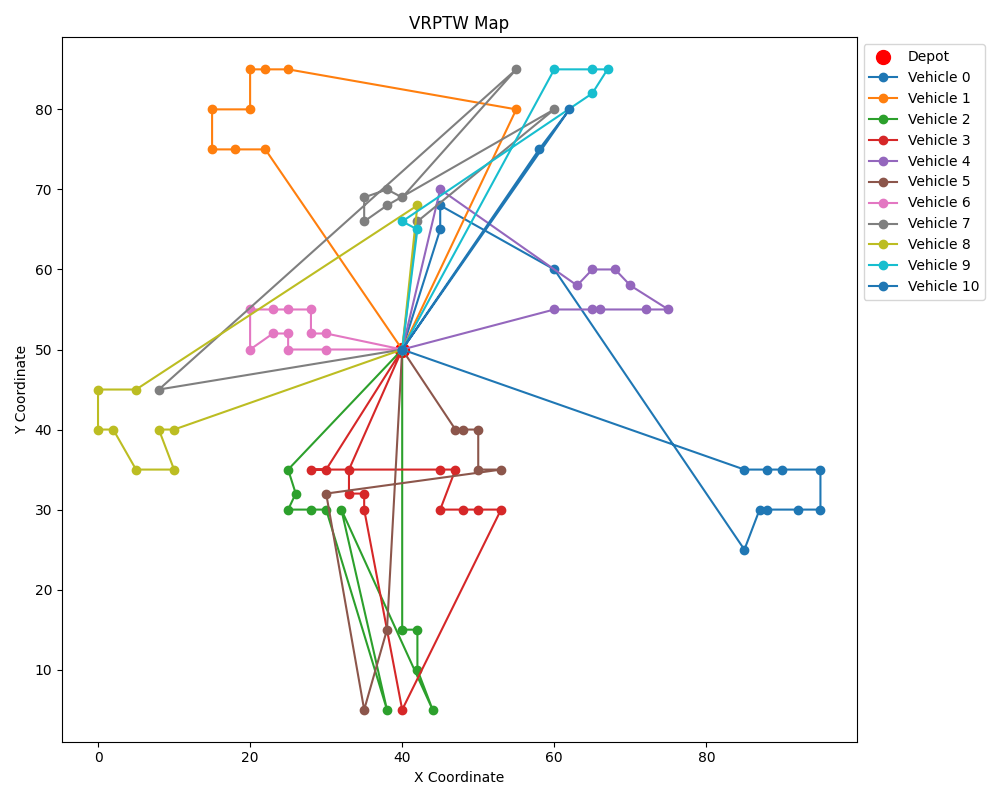 VRPTW Map
Y Coordinate
80
70
60
50
40
30
20
10
0
20
40
60
80
X Coordinate
Depot
Vehicle 0
Vehicle 1
Vehicle 2
Vehicle 3
Vehicle 4
Vehicle 5
Vehicle 6
Vehicle 7
Vehicle 8
Vehicle 9
Vehicle 10